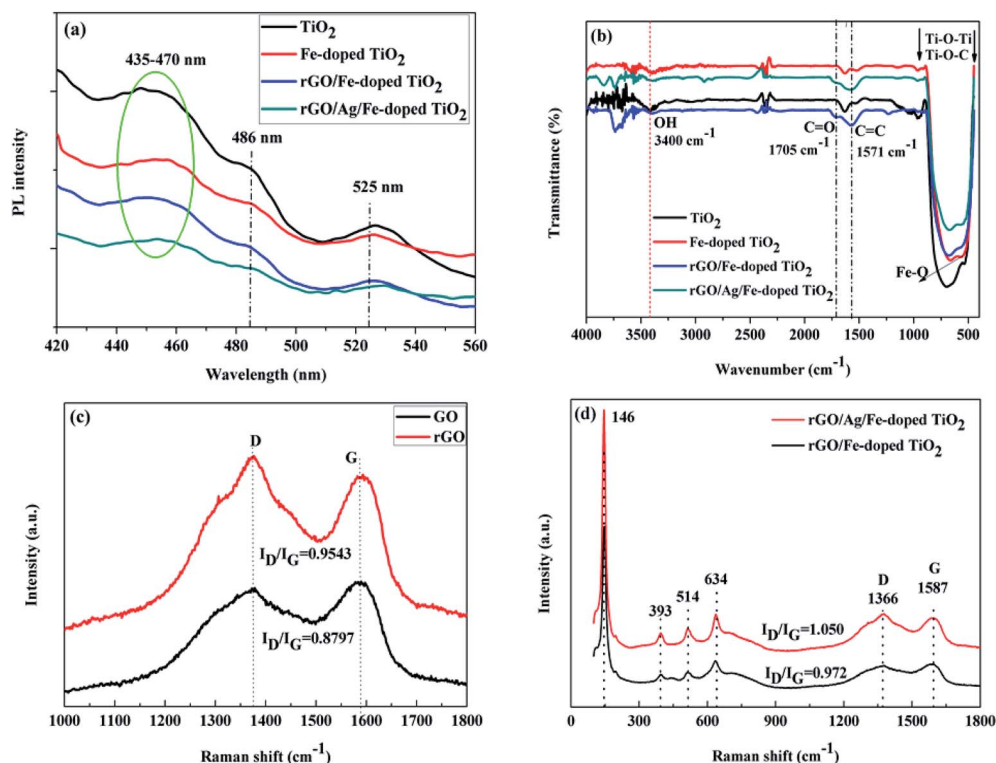 (a)
TiO2
Fe-doped TiO2
rGO/Fe-doped TiO2
rGO/Ag/Fe-doped TiO2
435-470 nm
486 nm
525 nm
PL intensity
420 440 460 480 500 520 540 560
Wavelength (nm)
(b)
Ti-O-Ti
Ti-O-C
OH
3400 cm-1
C=O
1705 cm-1
C=C
1571 cm-1
TiO2
Fe-doped TiO2
rGO/Fe-doped TiO2
rGO/Ag/Fe-doped TiO2
Fe-O
Transmittance (%)
4000 3500 3000 2500 2000 1500 1000 500
Wavenumber (cm-1)
(c)
GO
rGO
D
G
ID/IG=0.9543
ID/IG=0.8797
Intensity (a.u.)
1000 1100 1200 1300 1400 1500 1600 1700 1800
Raman shift (cm-1)
(d)
rGO/Ag/Fe-doped TiO2
rGO/Fe-doped TiO2
146
393
514
634
D
1366
G
1587
ID/IG=1.050
ID/IG=0.972
Intensity (a.u.)
0 300 600 900 1200 1500 1800
Raman shift (cm-1)